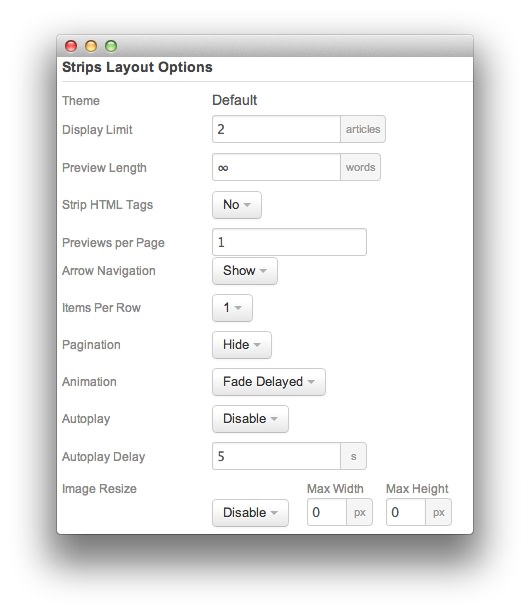 Strips Layout Options
Theme Default
Display Limit 2 articles
Preview Length ∞ words
Strip HTML Tags No
Previews per Page 1
Arrow Navigation Show
Items Per Row 1
Pagination Hide
Animation Fade Delayed
Autoplay Disable
Autoplay Delay 5 s
Image Resize Max Width Max Height
Disable 0 px 0 px